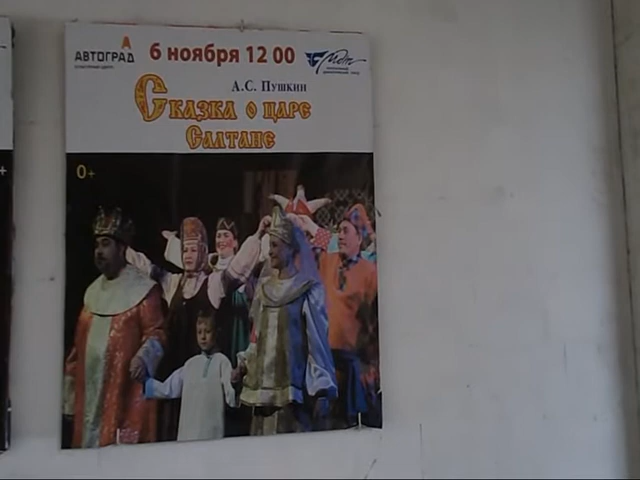 АВТОГРАД
6 ноября 12 00
А.С. Пушкин
Сказка о царе
Салтане
0+
+